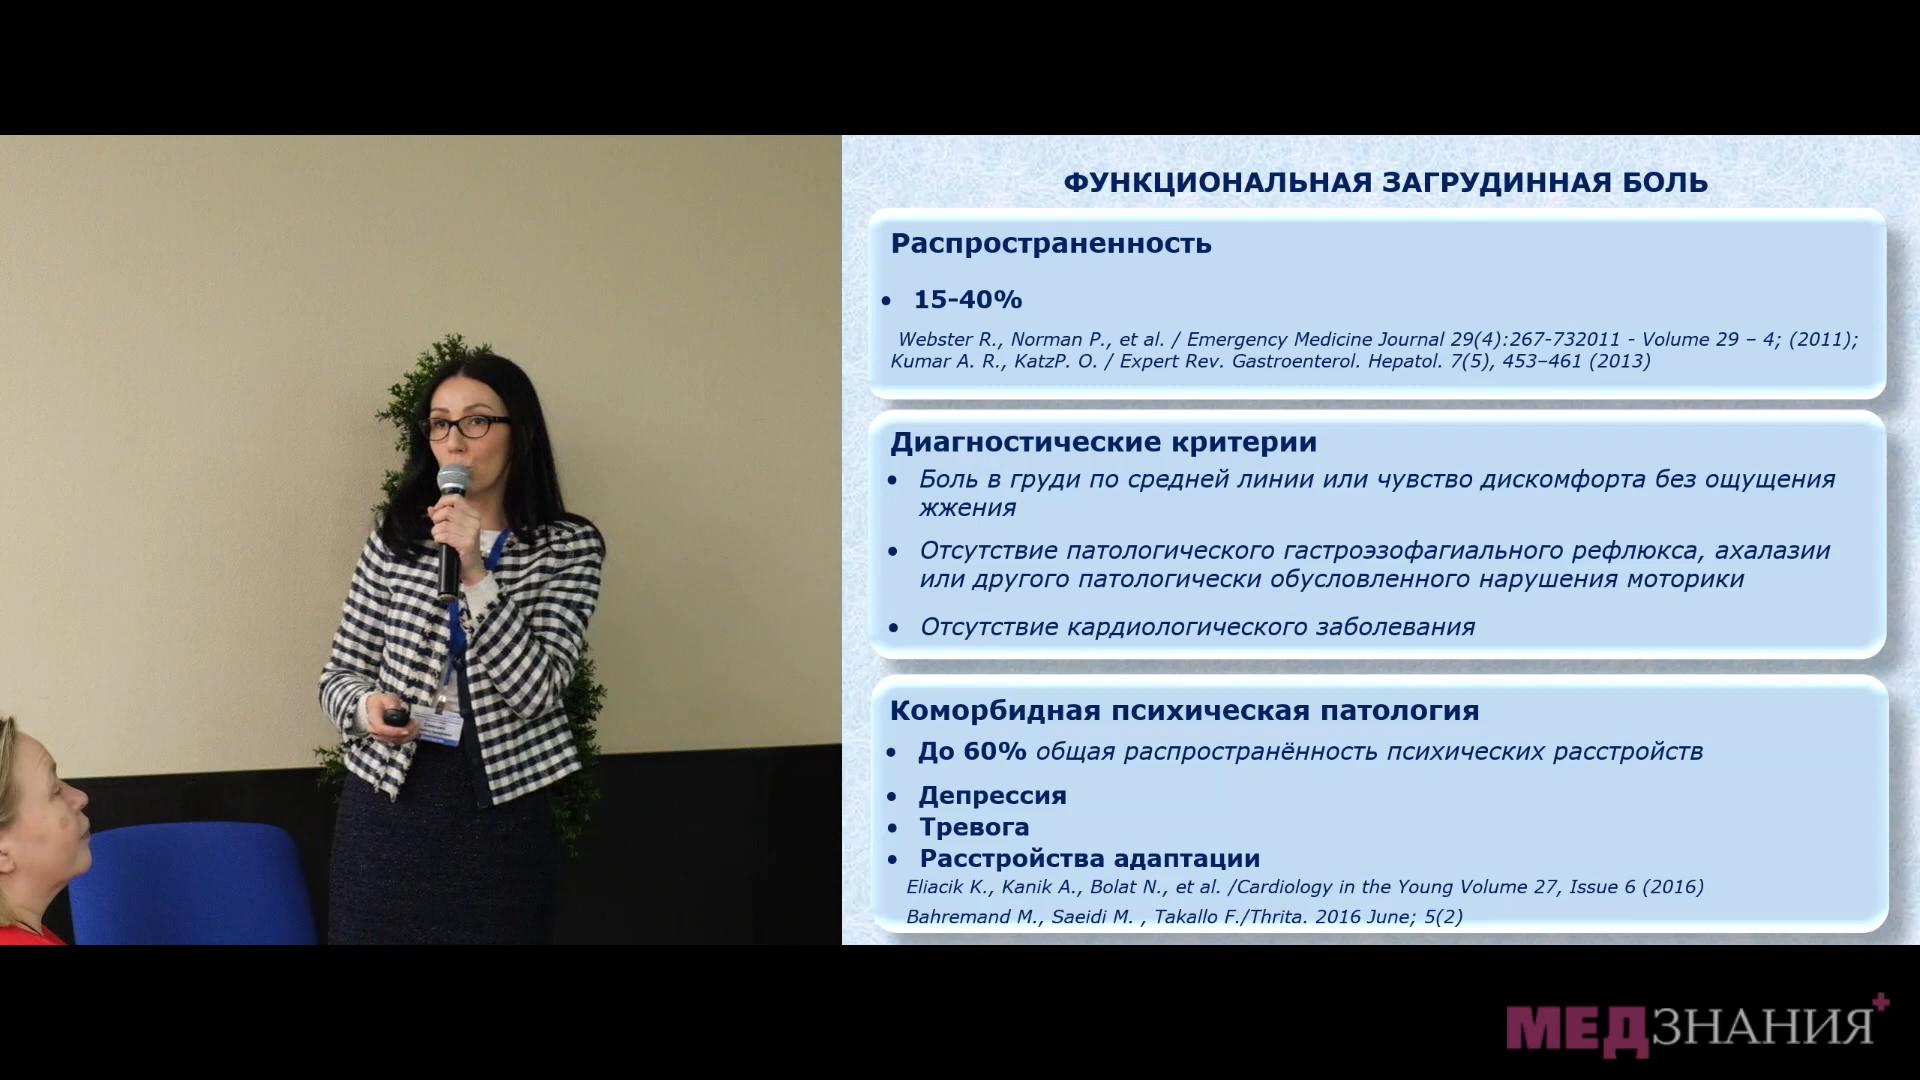 ФУНКЦИОНАЛЬНАЯ ЗАГРУДИННАЯ БОЛЬ
Распространенность
• 15-40%
Webster R., Norman P., et al. / Emergency Medicine Journal 29(4):267-732011 - Volume 29 – 4; (2011);
Kumar A. R., KatzP. O. / Expert Rev. Gastroenterol. Hepatol. 7(5), 453–461 (2013)
Диагностические критерии
• Боль в груди по средней линии или чувство дискомфорта без ощущения
жжения
• Отсутствие патологического гастроэзофагиального рефлюкса, ахалазии
или другого патологически обусловленного нарушения моторики
• Отсутствие кардиологического заболевания
Коморбидная психическая патология
• До 60% общая распространённость психических расстройств
• Депрессия
• Тревога
• Расстройства адаптации
Eliacik K., Kanik A., Bolat N., et al. /Cardiology in the Young Volume 27, Issue 6 (2016)
Bahremand M., Saeidi M. , Takallo F./Thrita. 2016 June; 5(2)
МЕДЗНАНИЯ+